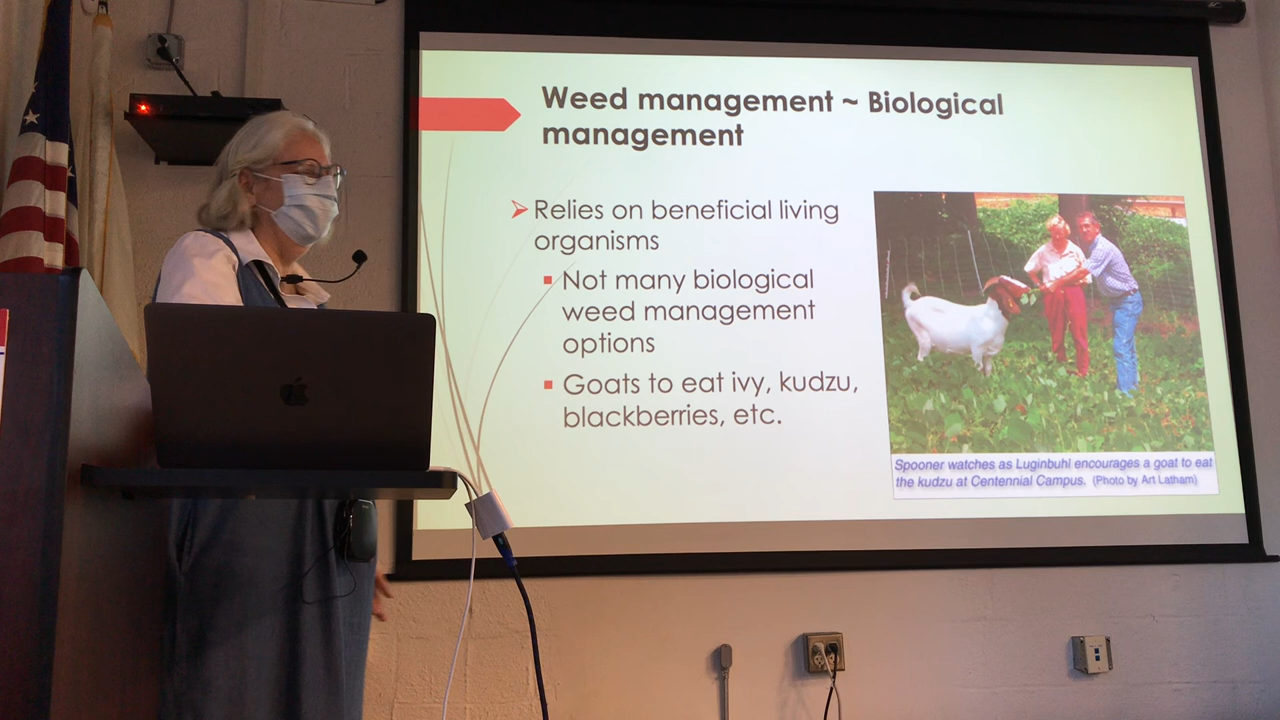 Weed management ~ Biological
management
Relies on beneficial living
organisms
Not many biological
weed management
options
Goats to eat ivy, kudzu,
blackberries, etc.
Spooner watches as Luginbuhl encourages a goat to eat
the kudzu at Centennial Campus. (Photo by Art Latham)